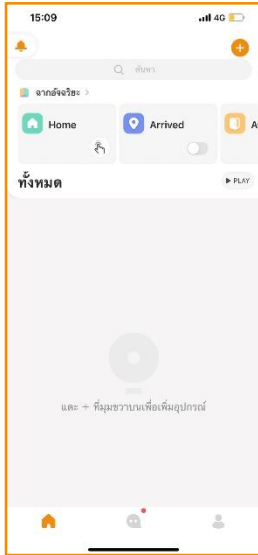 15:09 4G
ค้นหา
ฉากอัจฉริยะ >
Home Arrived A
ทั้งหมด PLAY
แตะ + ที่มุมขวาบนเพื่อเพิ่มอุปกรณ์